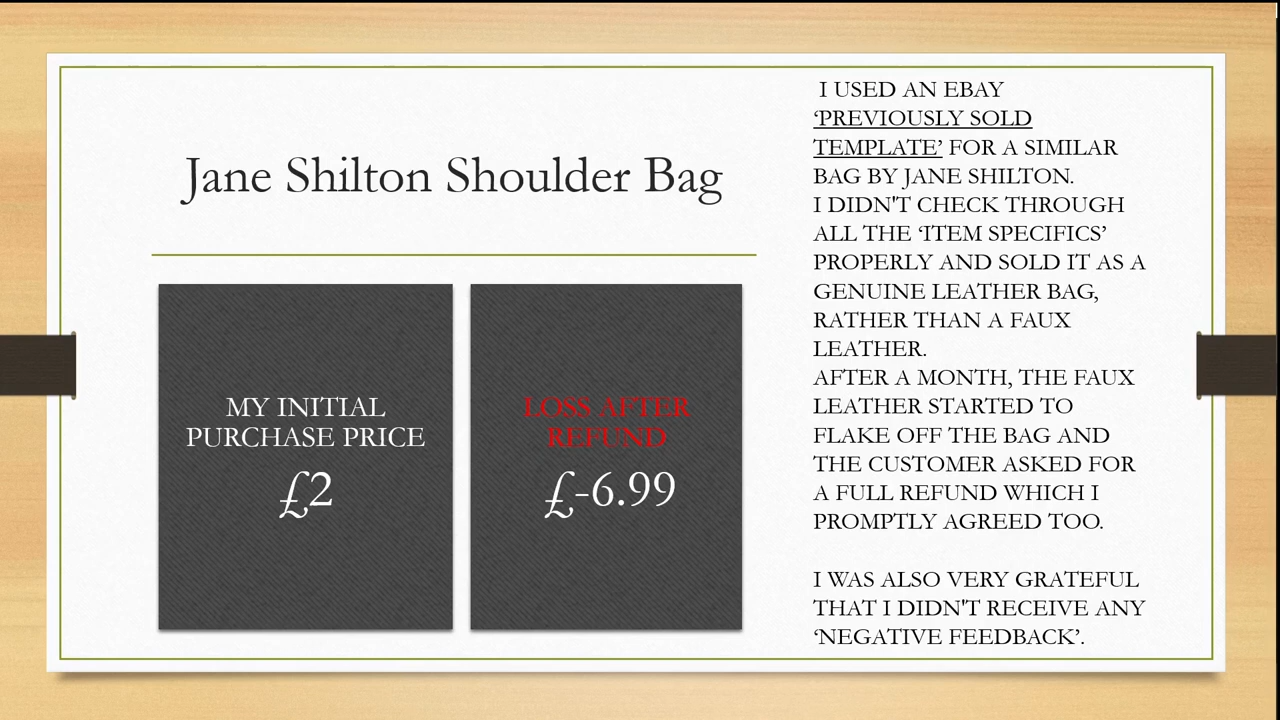 Jane Shilton Shoulder Bag
MY INITIAL
PURCHASE PRICE
£2
LOSS AFTER
REFUND
£-6.99
I USED AN EBAY
‘PREVIOUSLY SOLD
TEMPLATE’ FOR A SIMILAR
BAG BY JANE SHILTON.
I DIDN'T CHECK THROUGH
ALL THE ‘ITEM SPECIFICS’
PROPERLY AND SOLD IT AS A
GENUINE LEATHER BAG,
RATHER THAN A FAUX
LEATHER.
AFTER A MONTH, THE FAUX
LEATHER STARTED TO
FLAKE OFF THE BAG AND
THE CUSTOMER ASKED FOR
A FULL REFUND WHICH I
PROMPTLY AGREED TOO.
I WAS ALSO VERY GRATEFUL
THAT I DIDN'T RECEIVE ANY
‘NEGATIVE FEEDBACK’.